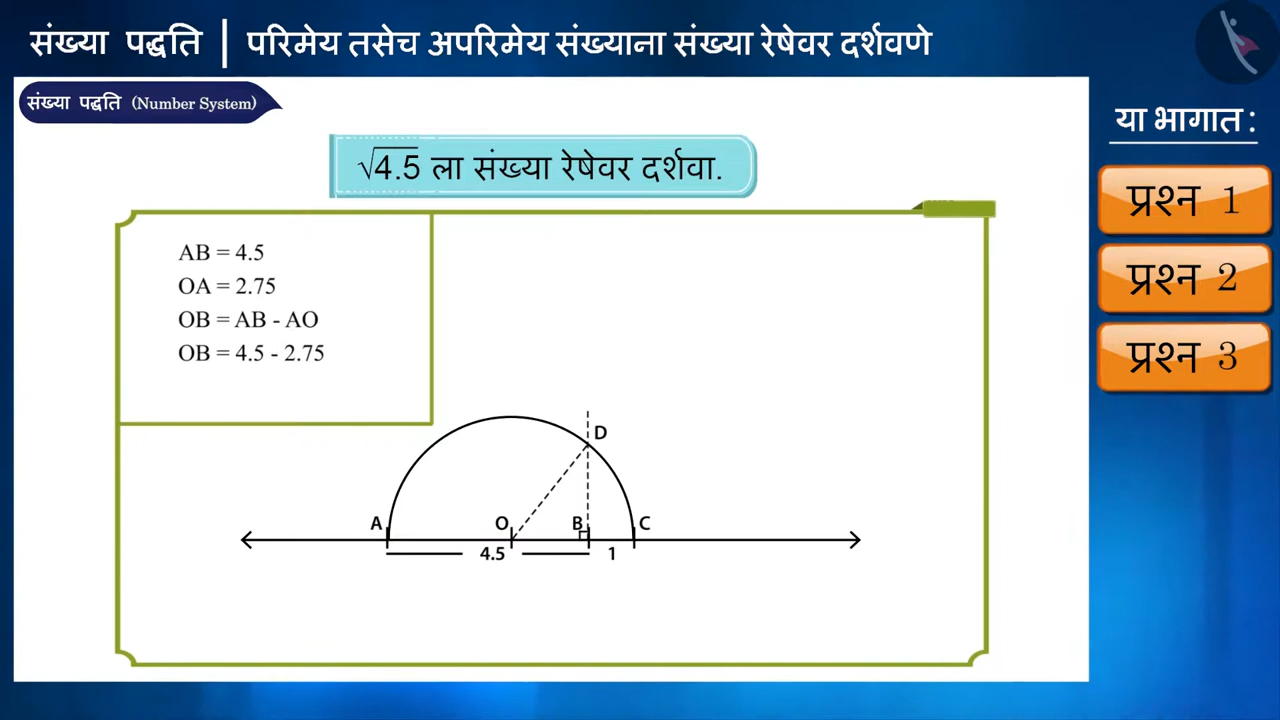 संख्या पद्धति | परिमेय तसेच अपरिमेय संख्याना संख्या रेषेवर दर्शवणे
संख्या पद्धति (Number System)
या भागात :
√4.5 ला संख्या रेषेवर दर्शवा.
प्रश्न 1
प्रश्न 2
प्रश्न 3
AB = 4.5
OA = 2.75
OB = AB - AO
OB = 4.5 - 2.75
D
A O B C
4.5 1